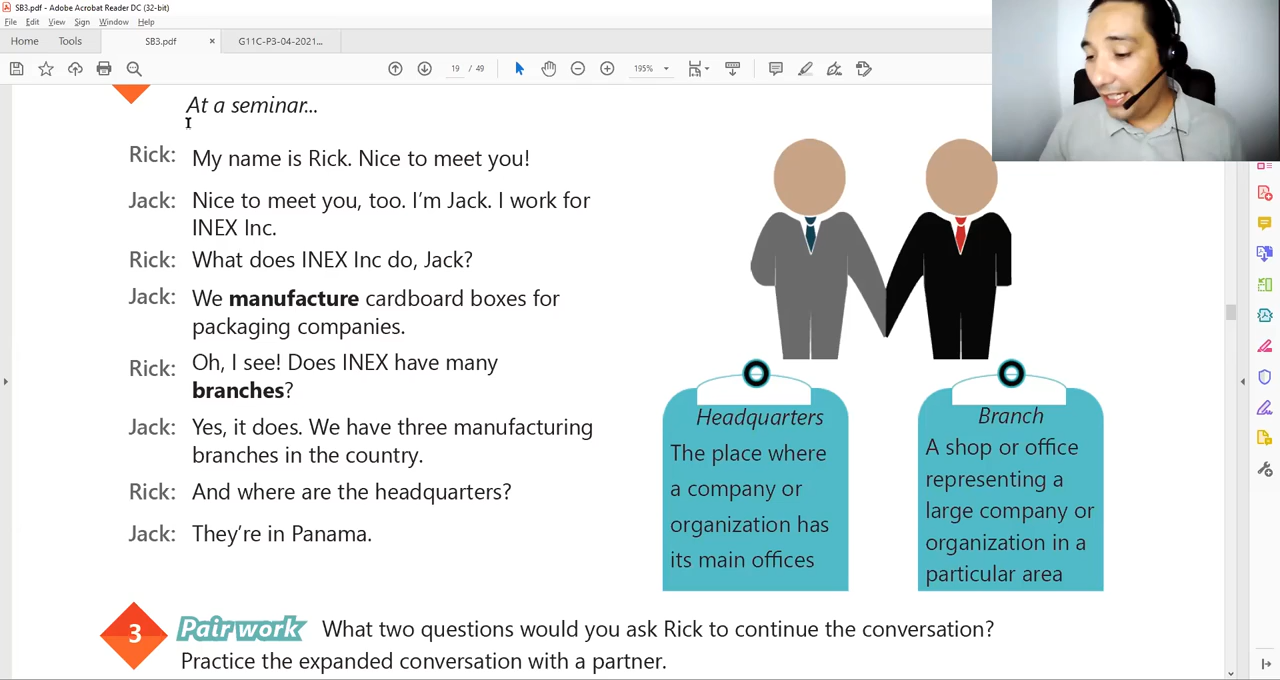 SB3.pdf - Adobe Acrobat Reader DC (32-bit)
File Edit View Sign Window Help
Home Tools SB3.pdf × G11C-P3-04-2021...
19 / 49 195%
At a seminar...
Rick: My name is Rick. Nice to meet you!
Jack: Nice to meet you, too. I'm Jack. I work for
INEX Inc.
Rick: What does INEX Inc do, Jack?
Jack: We manufacture cardboard boxes for
packaging companies.
Rick: Oh, I see! Does INEX have many
branches?
Jack: Yes, it does. We have three manufacturing
branches in the country.
Rick: And where are the headquarters?
Jack: They're in Panama.
Headquarters
The place where
a company or
organization has
its main offices
Branch
A shop or office
representing a
large company or
organization in a
particular area
3 Pair work What two questions would you ask Rick to continue the conversation?
Practice the expanded conversation with a partner.